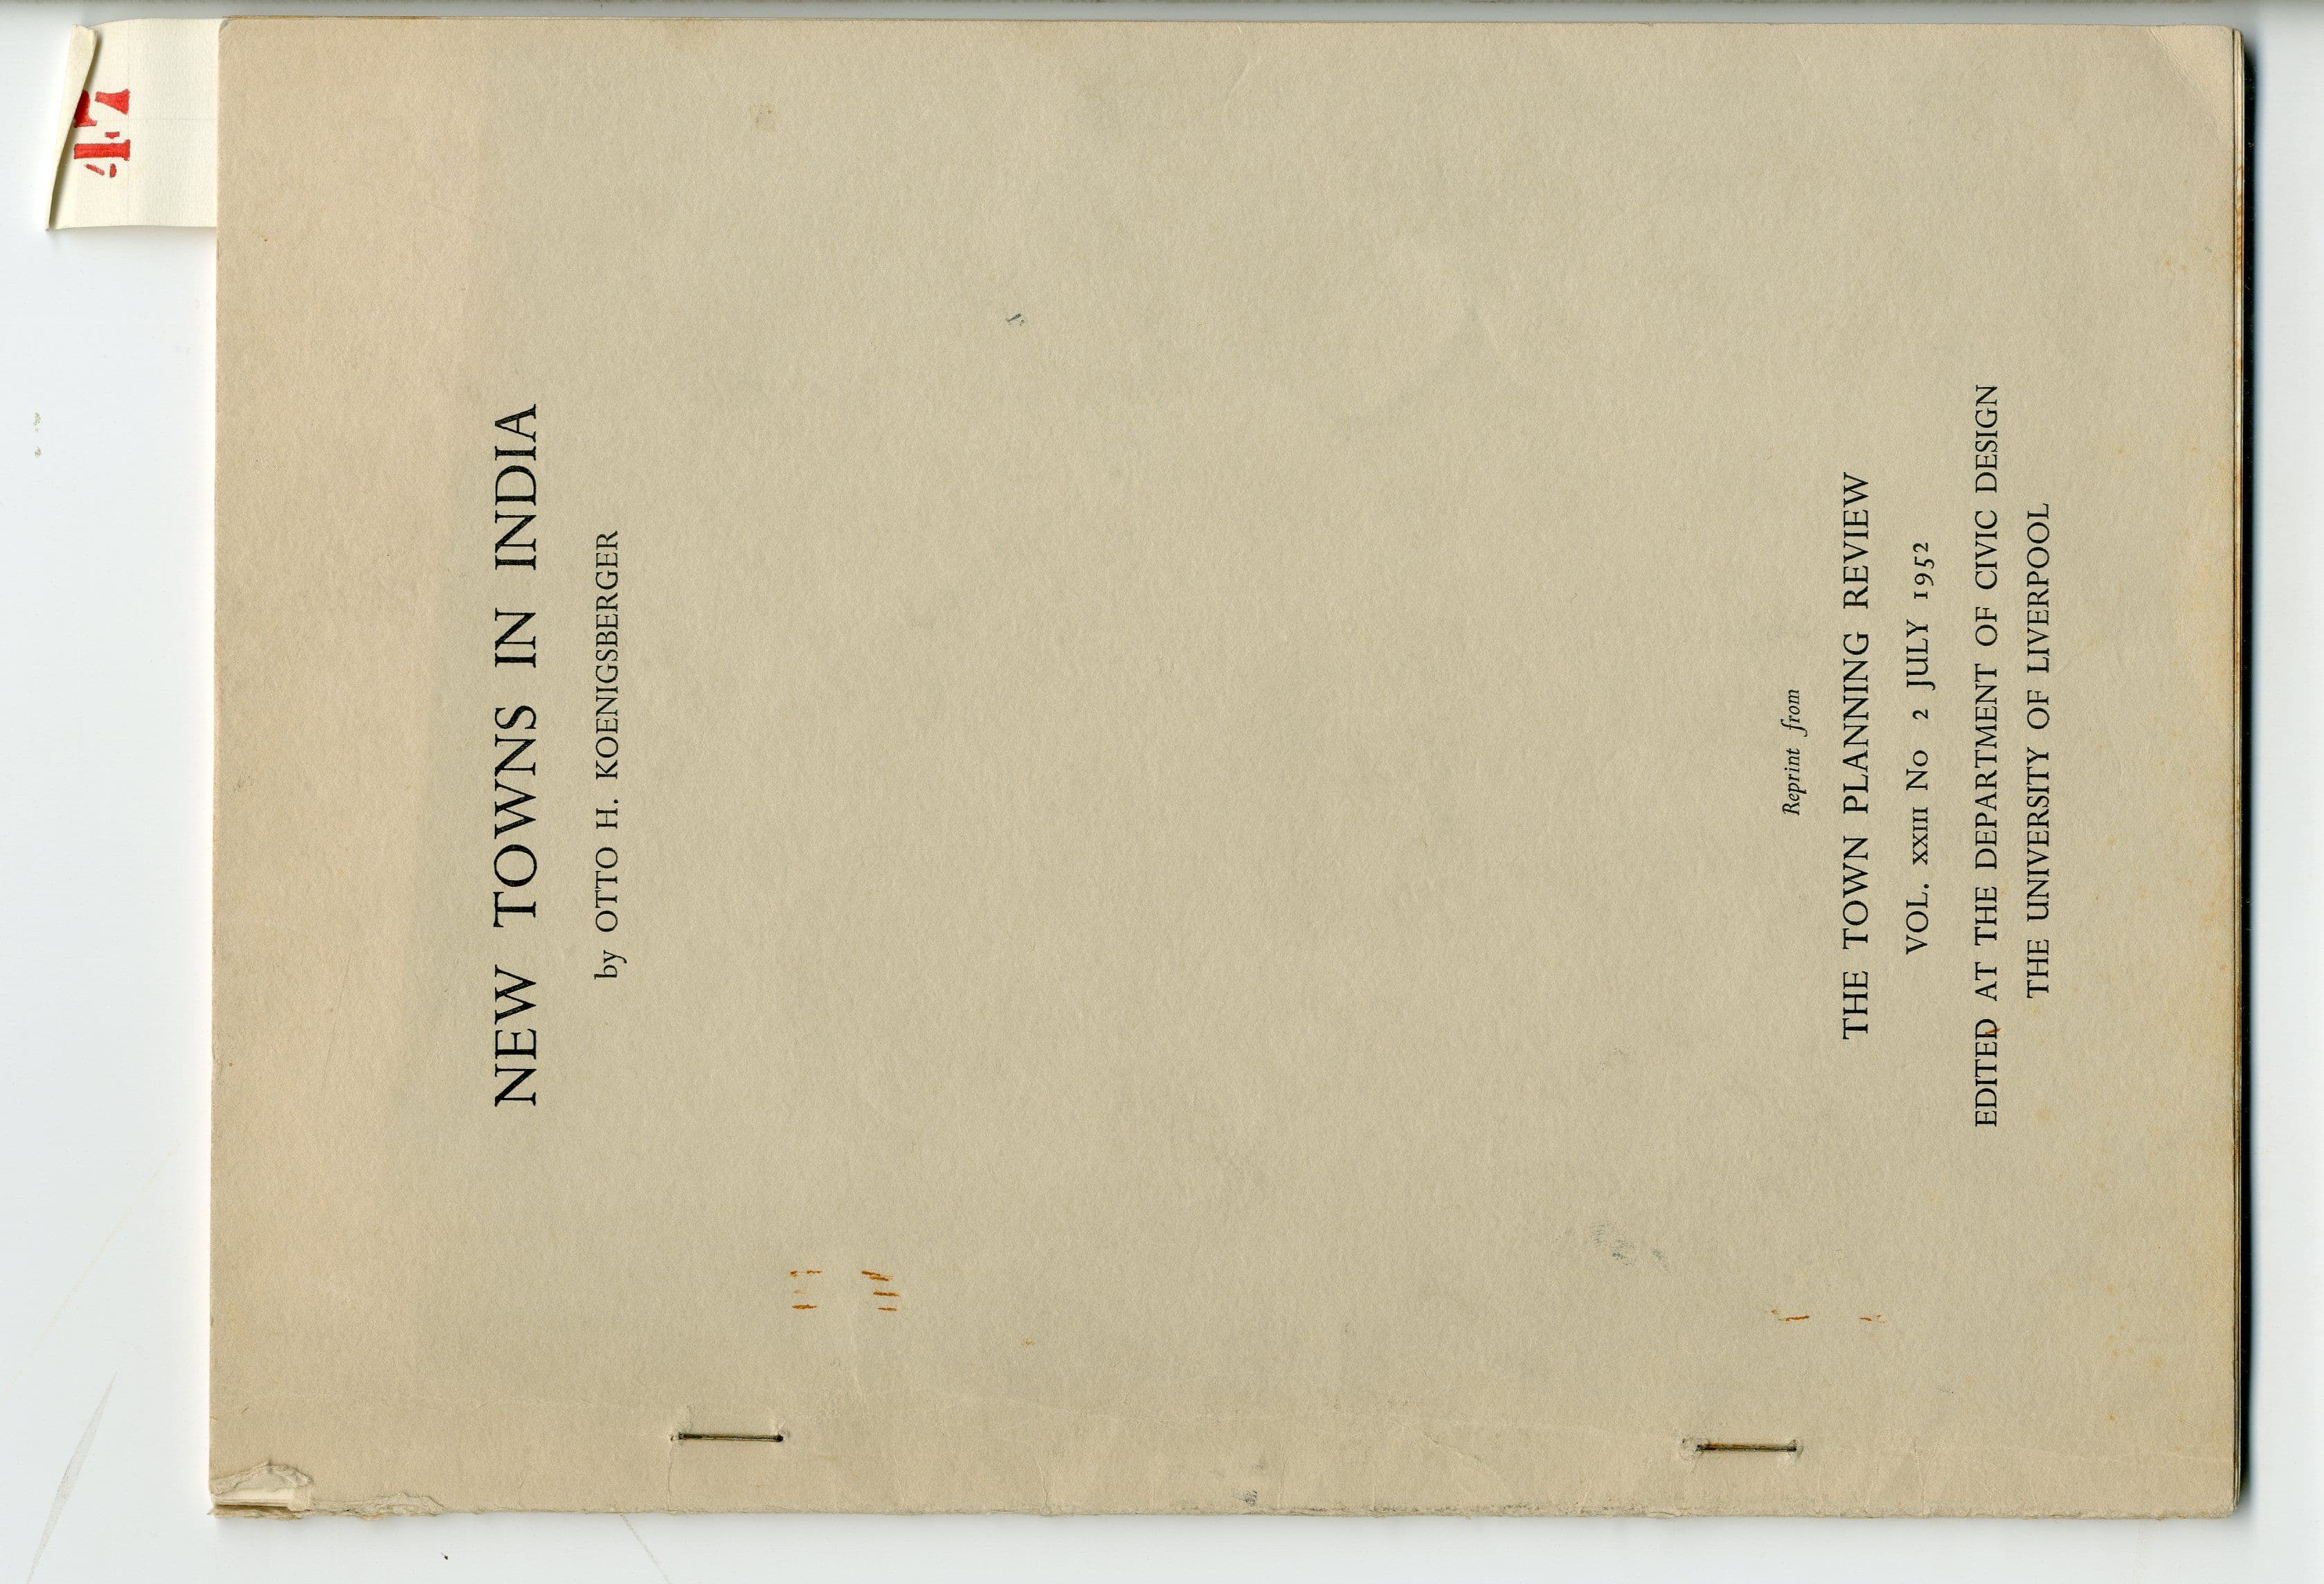 47
NEW TOWNS IN INDIA
by OTTO H. KOENIGSBERGER
Reprint from
THE TOWN PLANNING REVIEW
VOL. XXIII No 2 JULY 1952
EDITED AT THE DEPARTMENT OF CIVIC DESIGN
THE UNIVERSITY OF LIVERPOOL